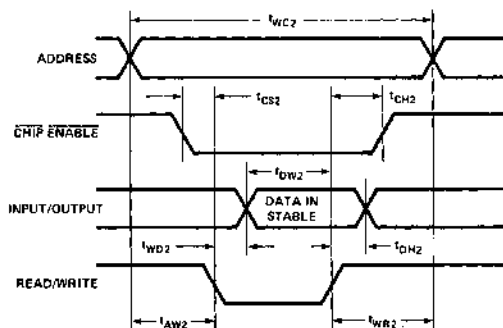 tWC2
ADDRESS
tCS2
tCH2
CHIP ENABLE
tDW2
INPUT/OUTPUT
DATA IN
STABLE
tWD2
tDH2
READ/WRITE
tAW2
tWR2